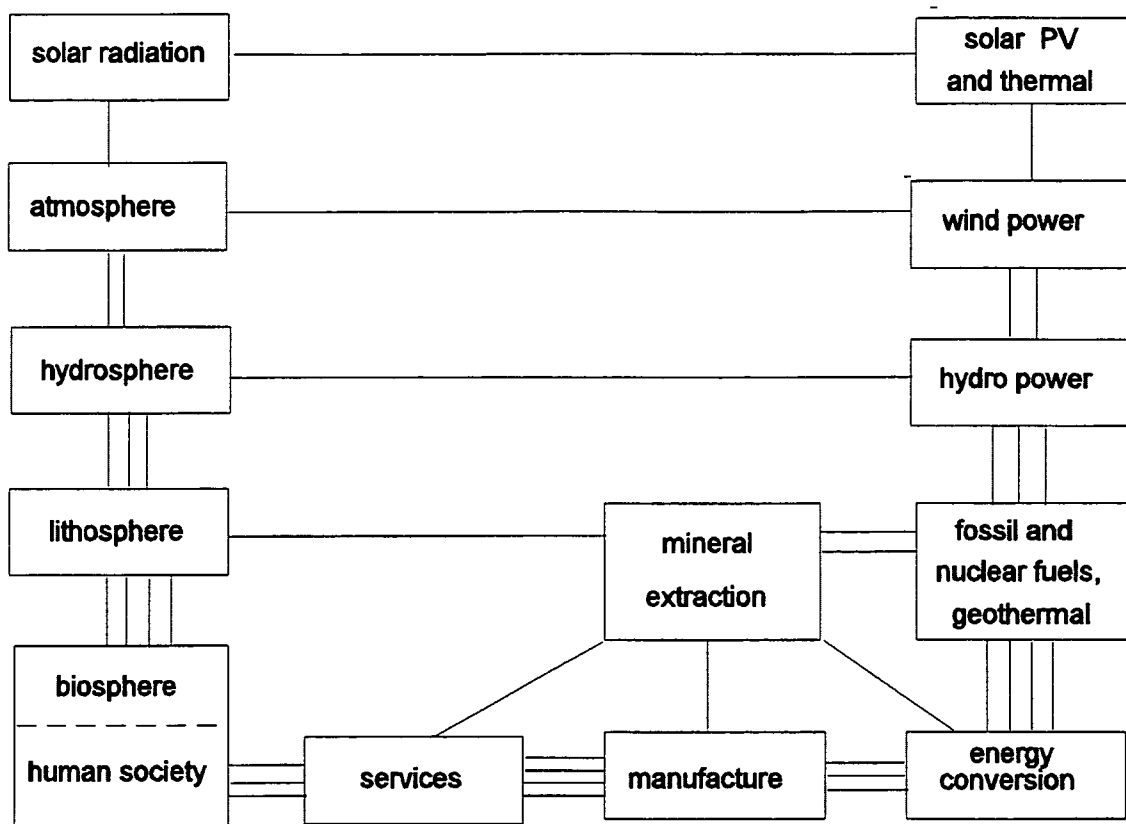 solar radiation
solar PV
and thermal
atmosphere
wind power
hydrosphere
hydro power
lithosphere
mineral
extraction
fossil and
nuclear fuels,
geothermal
biosphere
human society
services
manufacture
energy
conversion